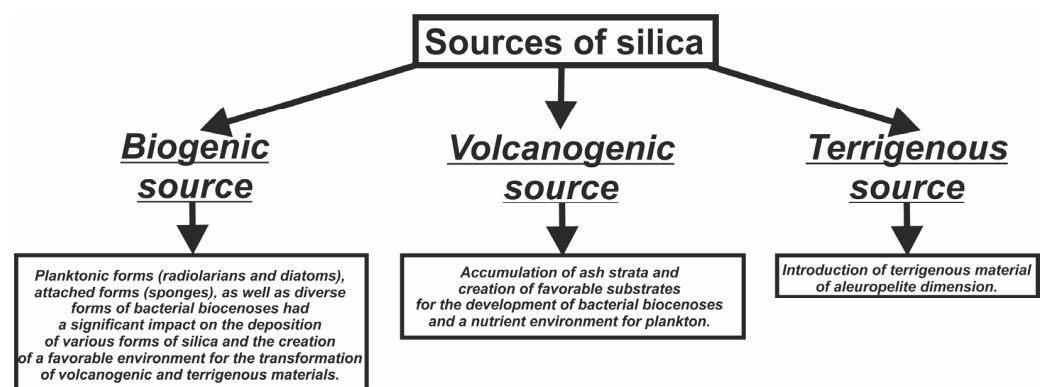 Sources of silica
Biogenic
source
Volcanogenic
source
Terrigenous
source
Planktonic forms (radiolarians and diatoms),
attached forms (sponges), as well as diverse
forms of bacterial biocenoses had
a significant impact on the deposition
of various forms of silica and the creation
of a favorable environment for the transformation
of volcanogenic and terrigenous materials.
Accumulation of ash strata and
creation of favorable substrates
for the development of bacterial biocenoses
and a nutrient environment for plankton.
Introduction of terrigenous material
of aleuropelite dimension.